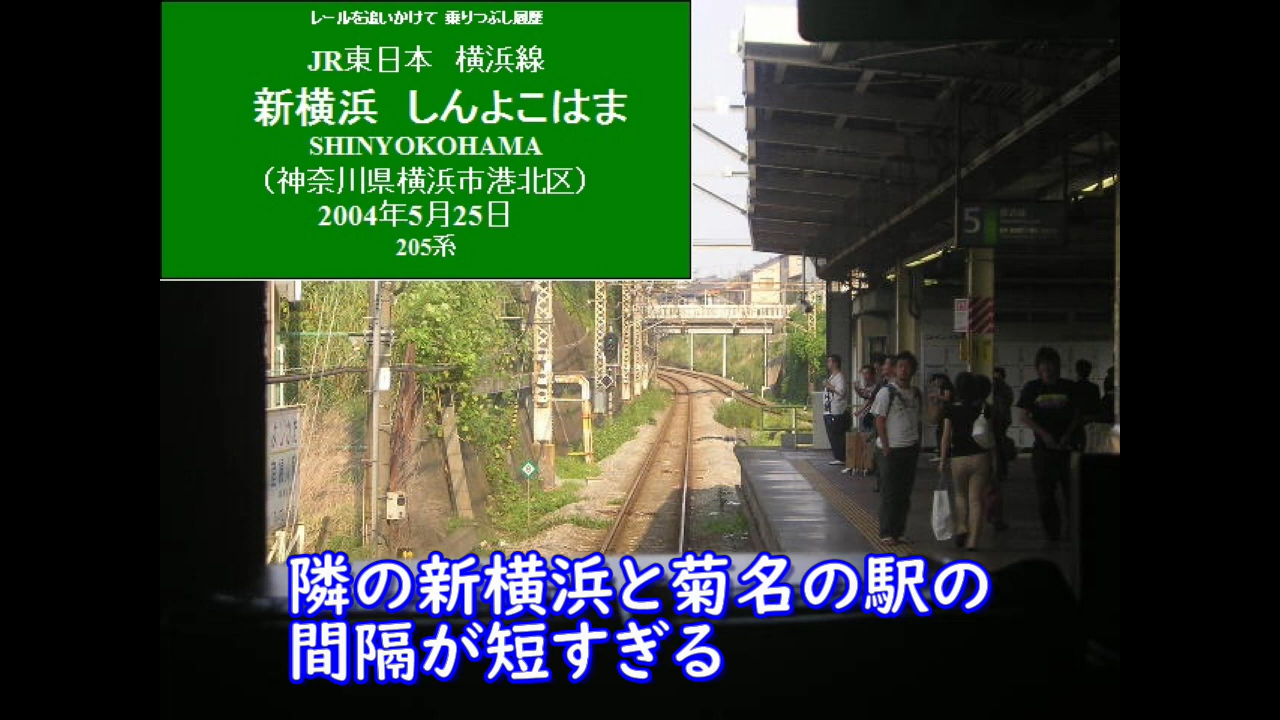 レールを追いかけて 乗りつぶし履歴
JR東日本 横浜線
新横浜 しんよこはま
SHINYOKOHAMA
（神奈川県横浜市港北区）
2004年5月25日
205系
5
隣の新横浜と菊名の駅の
間隔が短すぎる